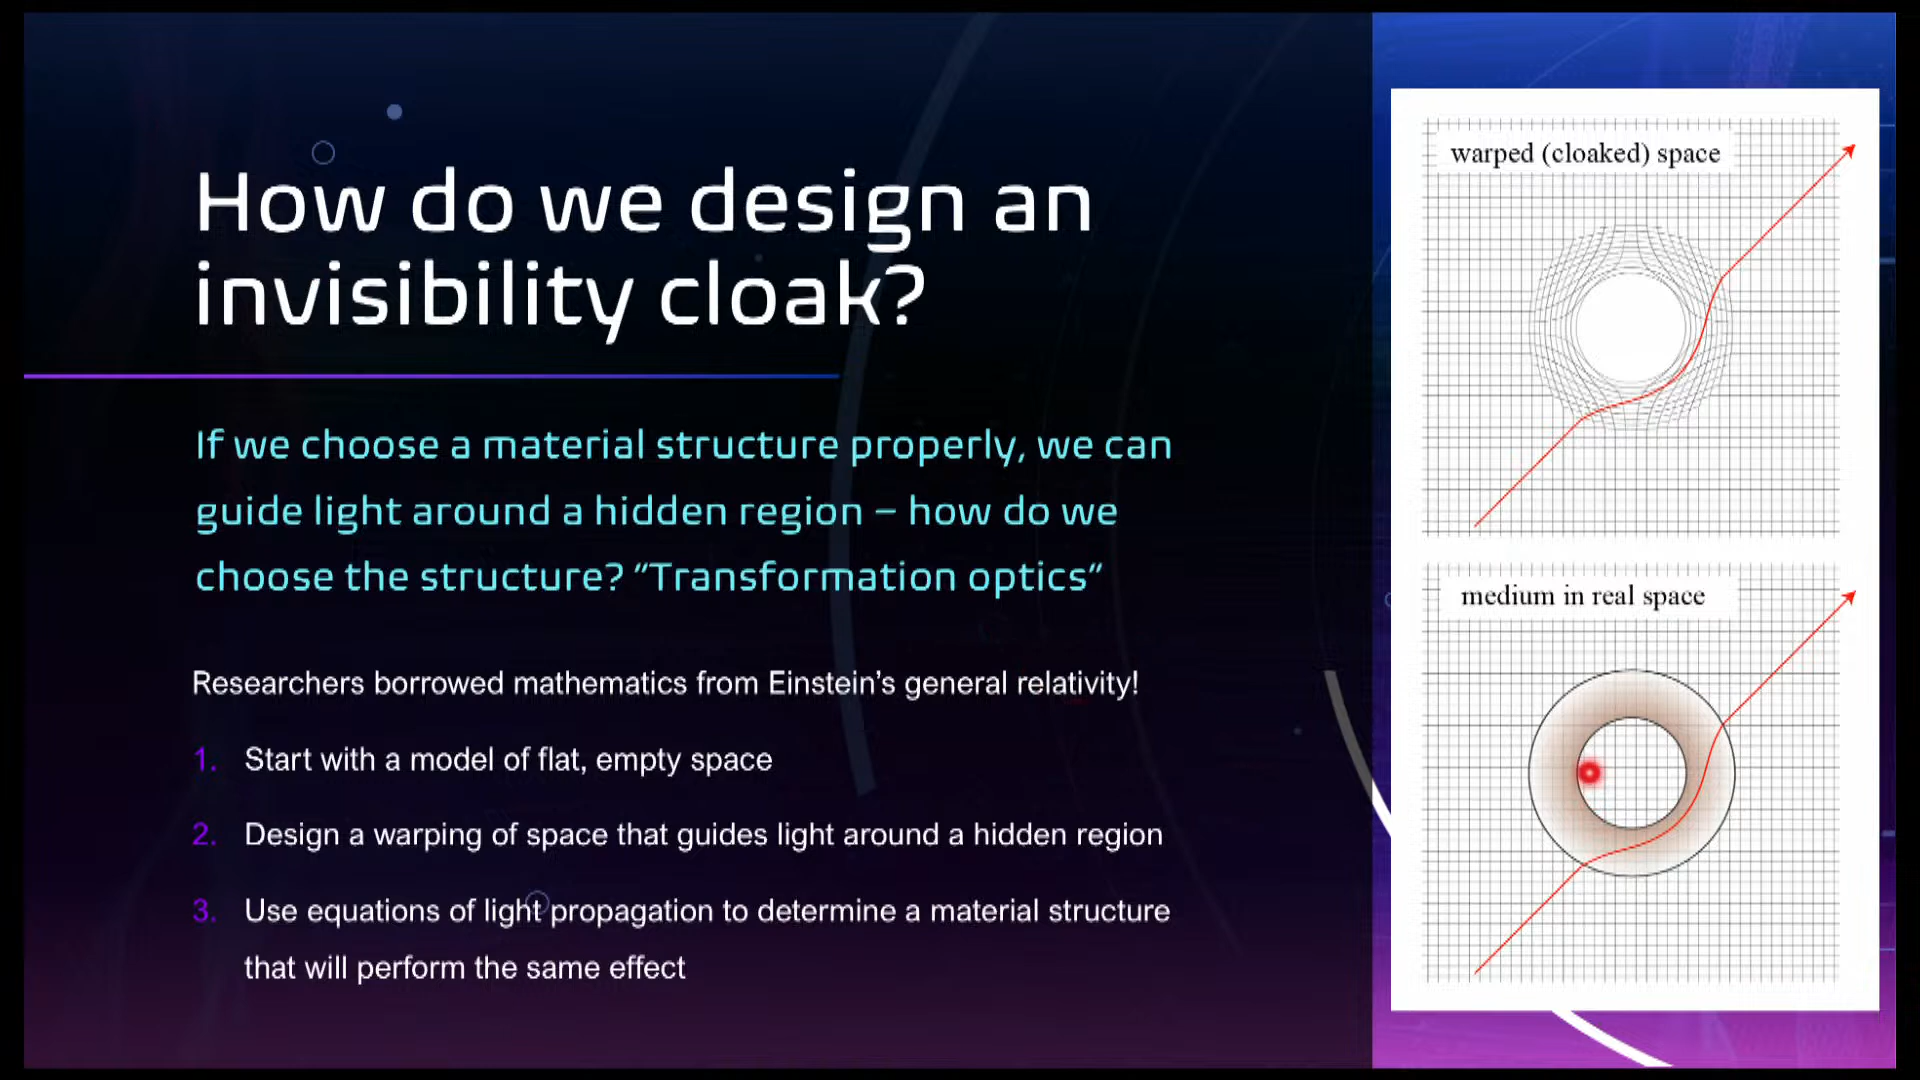 How do we design an
invisibility cloak?
If we choose a material structure properly, we can
guide light around a hidden region – how do we
choose the structure? “Transformation optics”
Researchers borrowed mathematics from Einstein’s general relativity!
1. Start with a model of flat, empty space
2. Design a warping of space that guides light around a hidden region
3. Use equations of light propagation to determine a material structure
that will perform the same effect
warped (cloaked) space
medium in real space